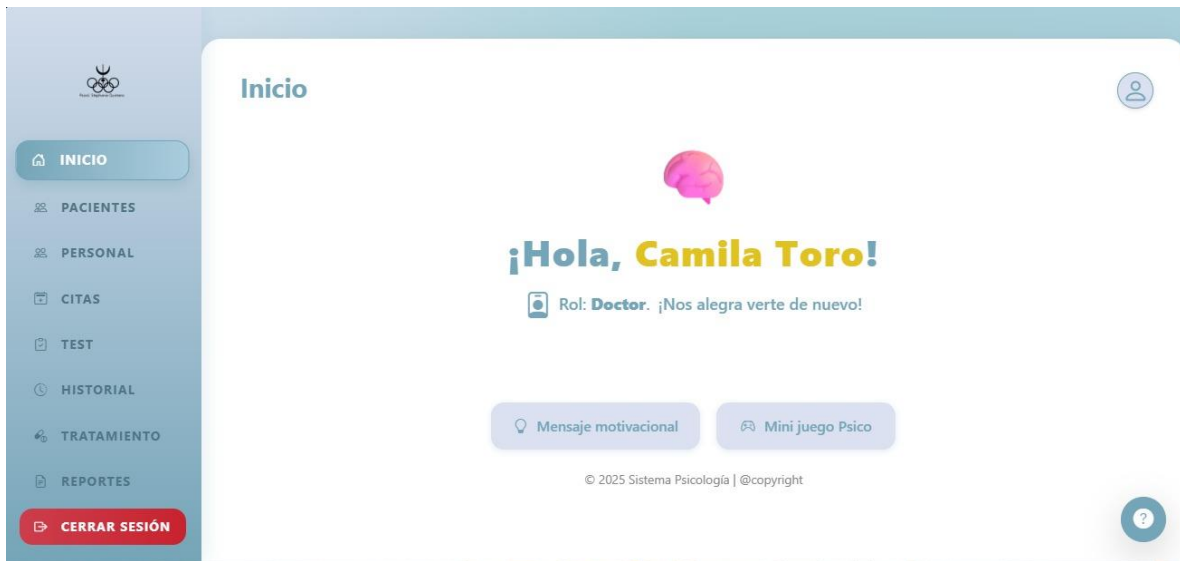 Inicio
INICIO
PACIENTES
PERSONAL
CITAS
TEST
HISTORIAL
TRATAMIENTO
REPORTES
CERRAR SESIÓN
¡Hola, Camila Toro!
Rol: Doctor. ¡Nos alegra verte de nuevo!
Mensaje motivacional
Mini juego Psico
© 2025 Sistema Psicología | @copyright
?